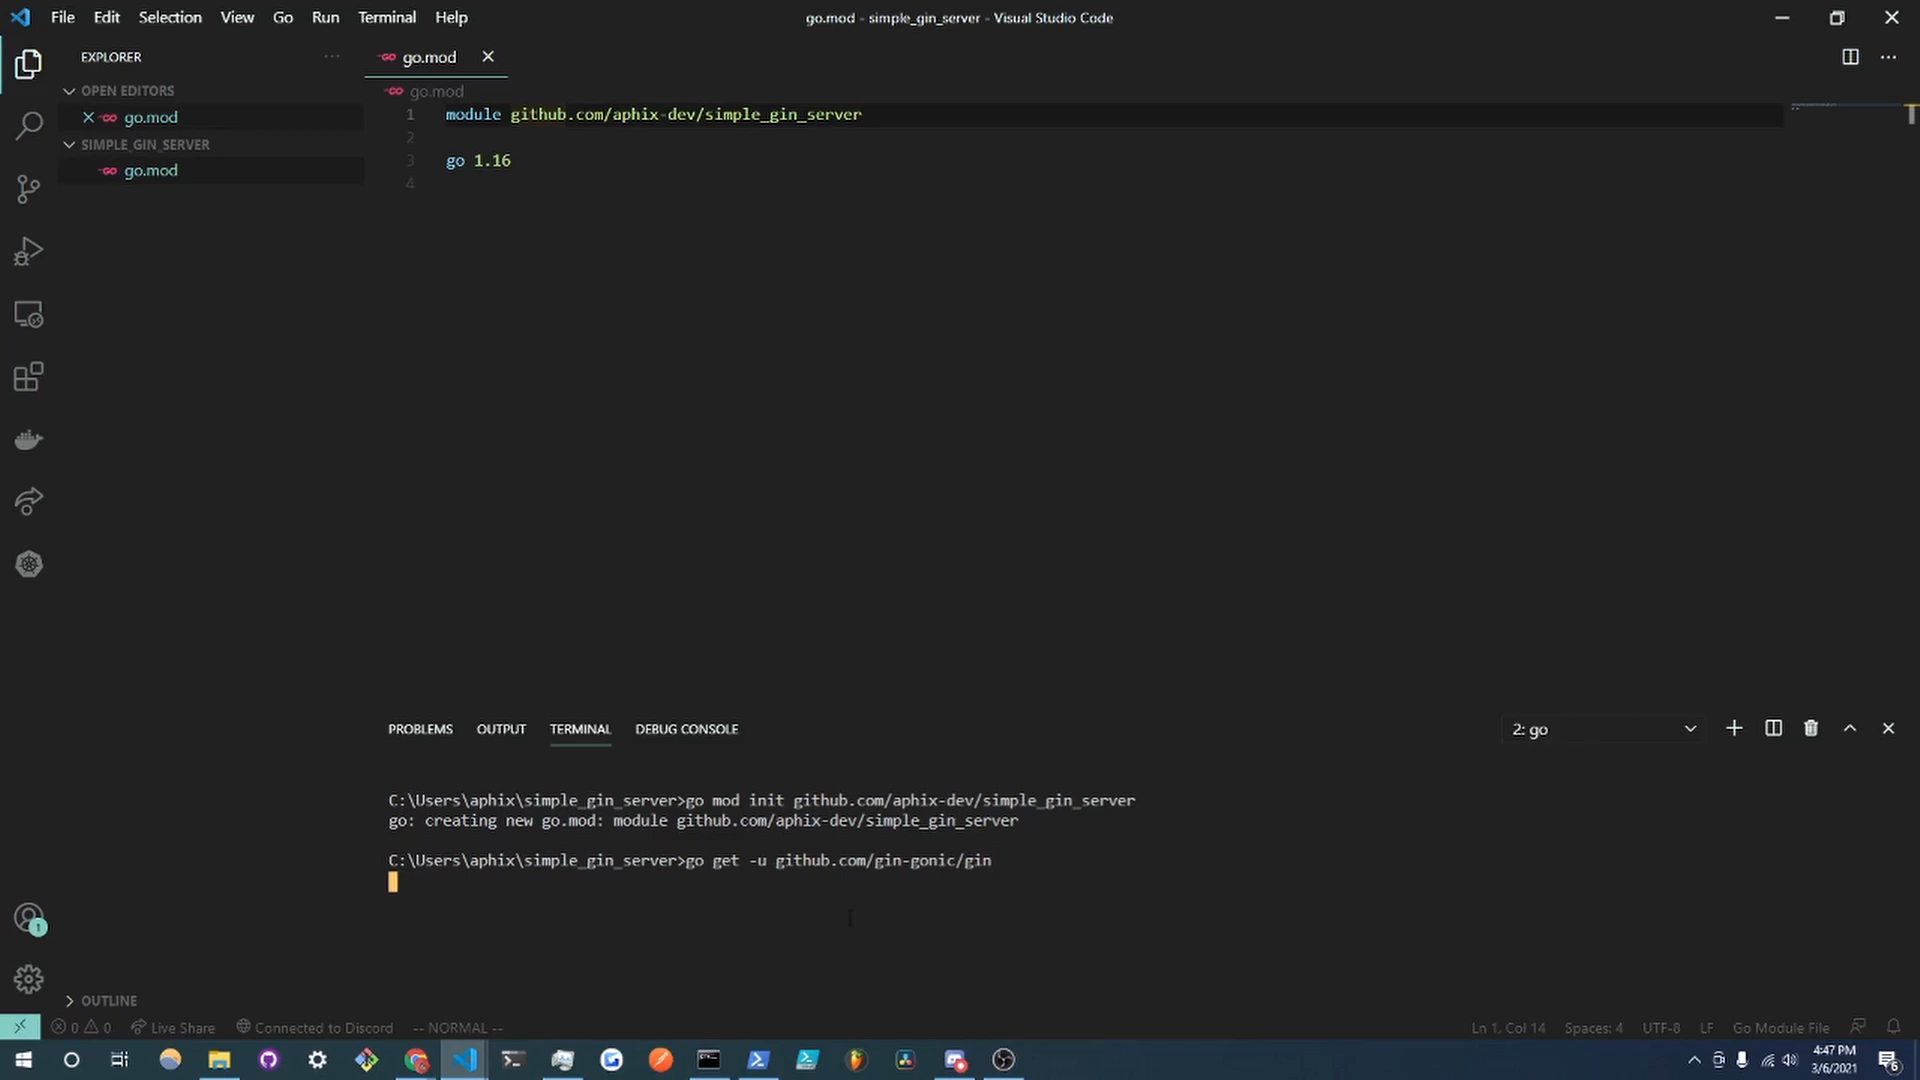 File Edit Selection View Go Run Terminal Help
go.mod - simple_gin_server - Visual Studio Code
EXPLORER
go.mod
OPEN EDITORS
go.mod
go.mod
SIMPLE_GIN_SERVER
go.mod
1 module github.com/aphix-dev/simple_gin_server
2
3 go 1.16
4
PROBLEMS OUTPUT TERMINAL DEBUG CONSOLE
2: go
C:\Users\aphix\simple_gin_server>go mod init github.com/aphix-dev/simple_gin_server
go: creating new go.mod: module github.com/aphix-dev/simple_gin_server
C:\Users\aphix\simple_gin_server>go get -u github.com/gin-gonic/gin
1
OUTLINE
0 0 Live Share Connected to Discord -- NORMAL --
Ln 1, Col 14 Spaces: 4 UTF-8 LF Go Module File
4:47 PM
3/6/2021
6